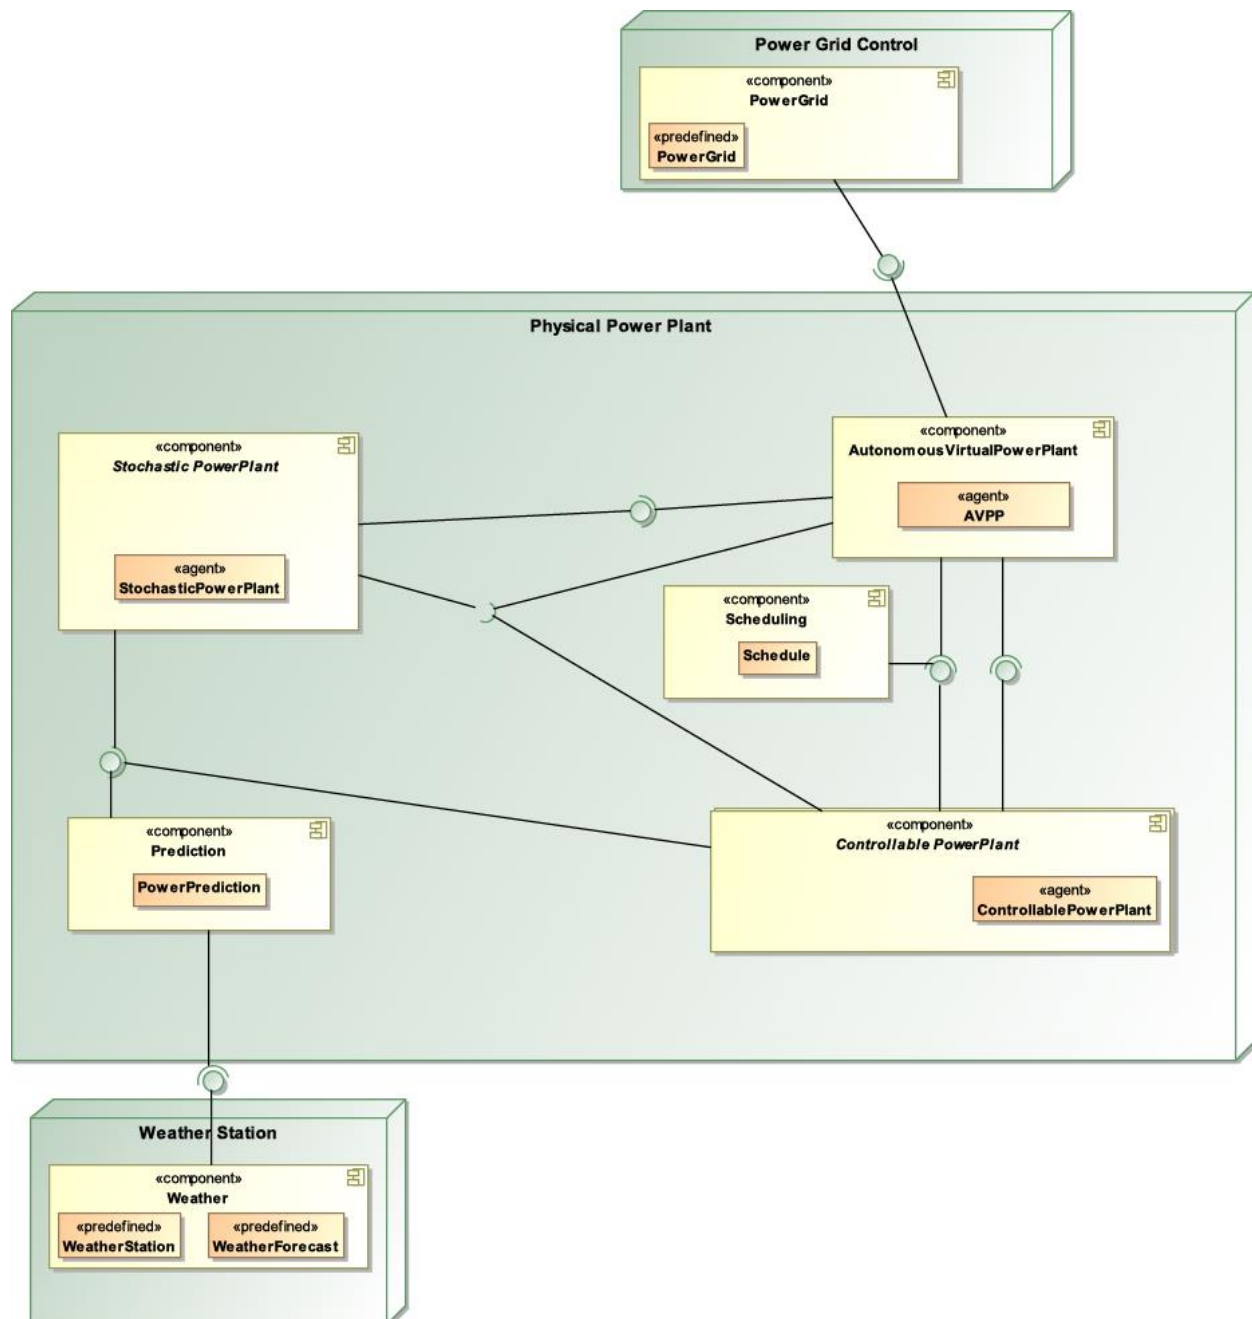 Power Grid Control
«component»
PowerGrid
«predefined»
PowerGrid
Physical Power Plant
«component»
Stochastic PowerPlant
«agent»
StochasticPowerPlant
«component»
AutonomousVirtualPowerPlant
«agent»
AVPP
«component»
Scheduling
Schedule
«component»
Prediction
PowerPrediction
«component»
Controllable PowerPlant
«agent»
ControllablePowerPlant
Weather Station
«component»
Weather
«predefined»
WeatherStation
«predefined»
WeatherForecast